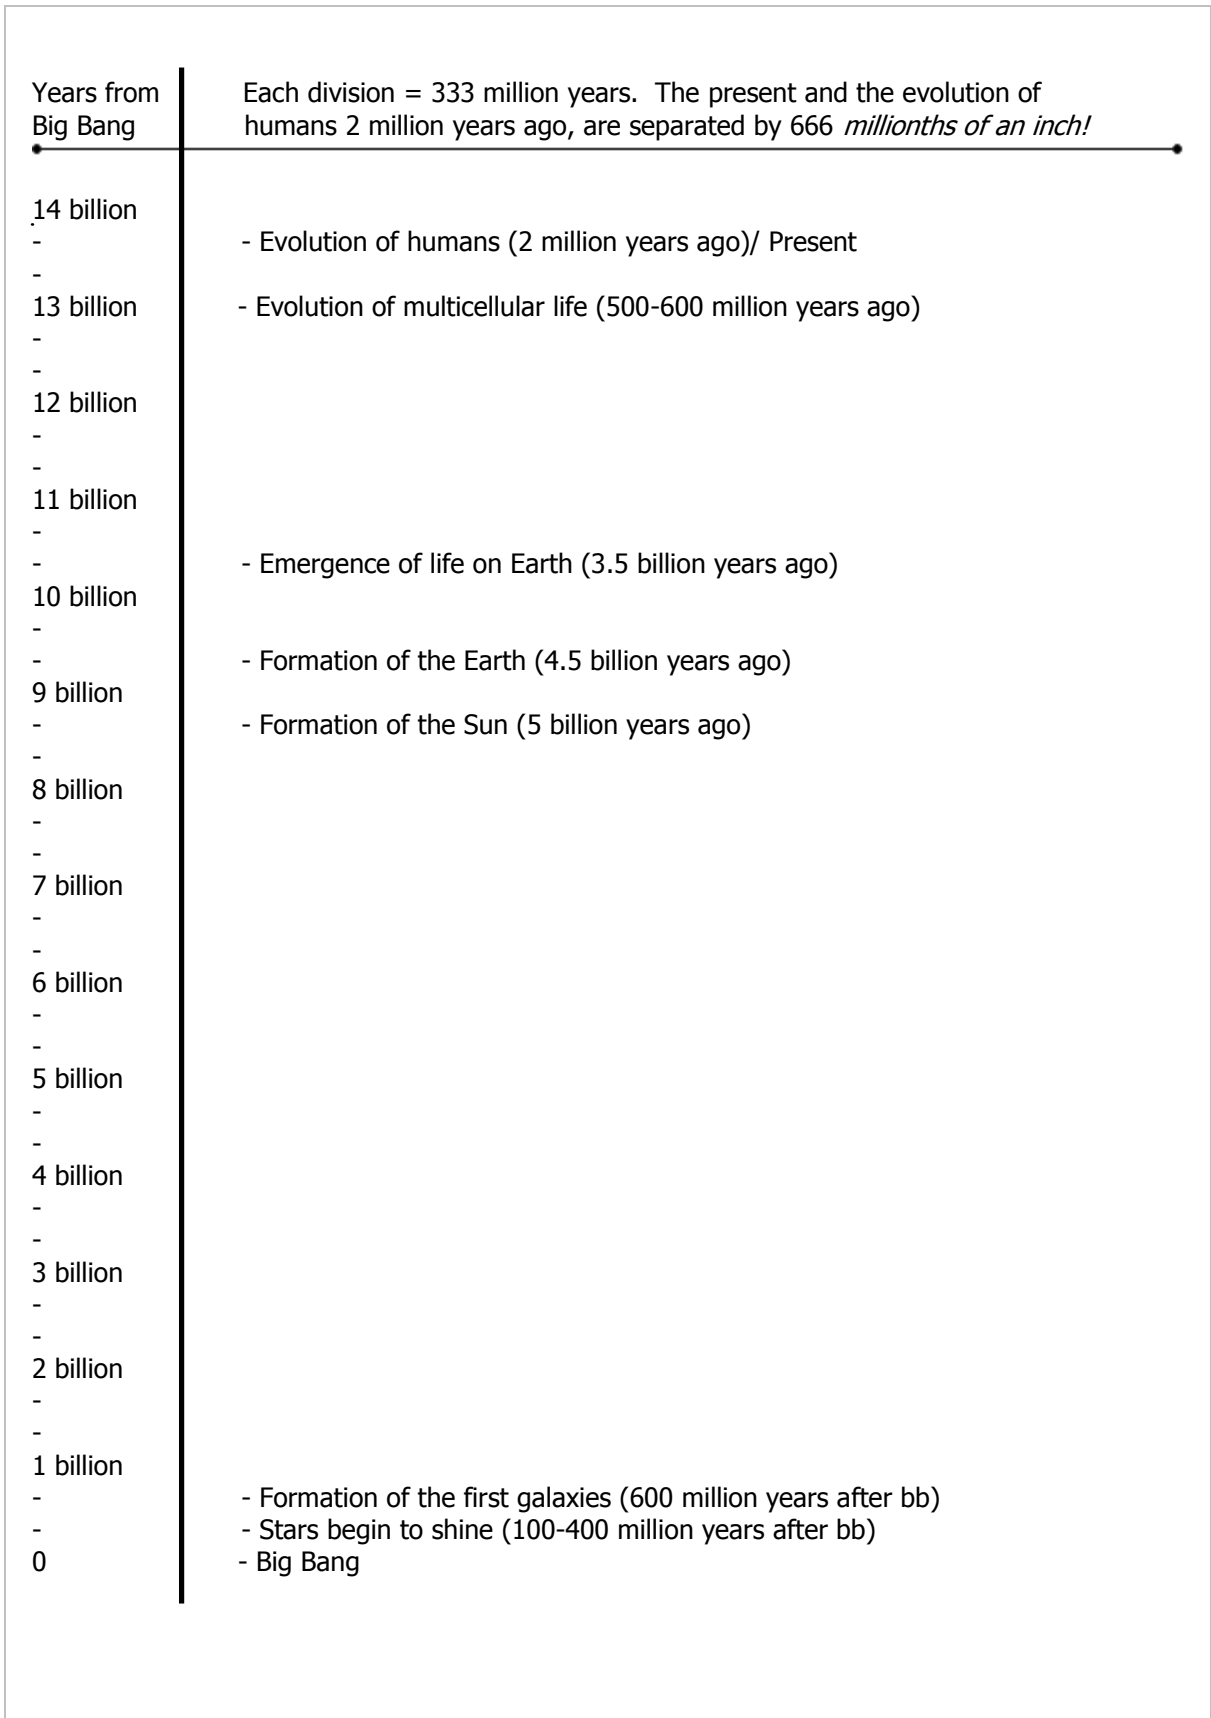 Years from
Big Bang
Each division = 333 million years. The present and the evolution of
humans 2 million years ago, are separated by 666 millionths of an inch!
14 billion
- - Evolution of humans (2 million years ago)/ Present
-
13 billion - Evolution of multicellular life (500-600 million years ago)
-
-
12 billion
-
-
11 billion
-
- - Emergence of life on Earth (3.5 billion years ago)
10 billion
-
- - Formation of the Earth (4.5 billion years ago)
9 billion
- - Formation of the Sun (5 billion years ago)
-
8 billion
-
-
7 billion
-
-
6 billion
-
-
5 billion
-
-
4 billion
-
-
3 billion
-
-
2 billion
-
-
1 billion
- - Formation of the first galaxies (600 million years after bb)
- - Stars begin to shine (100-400 million years after bb)
0 - Big Bang